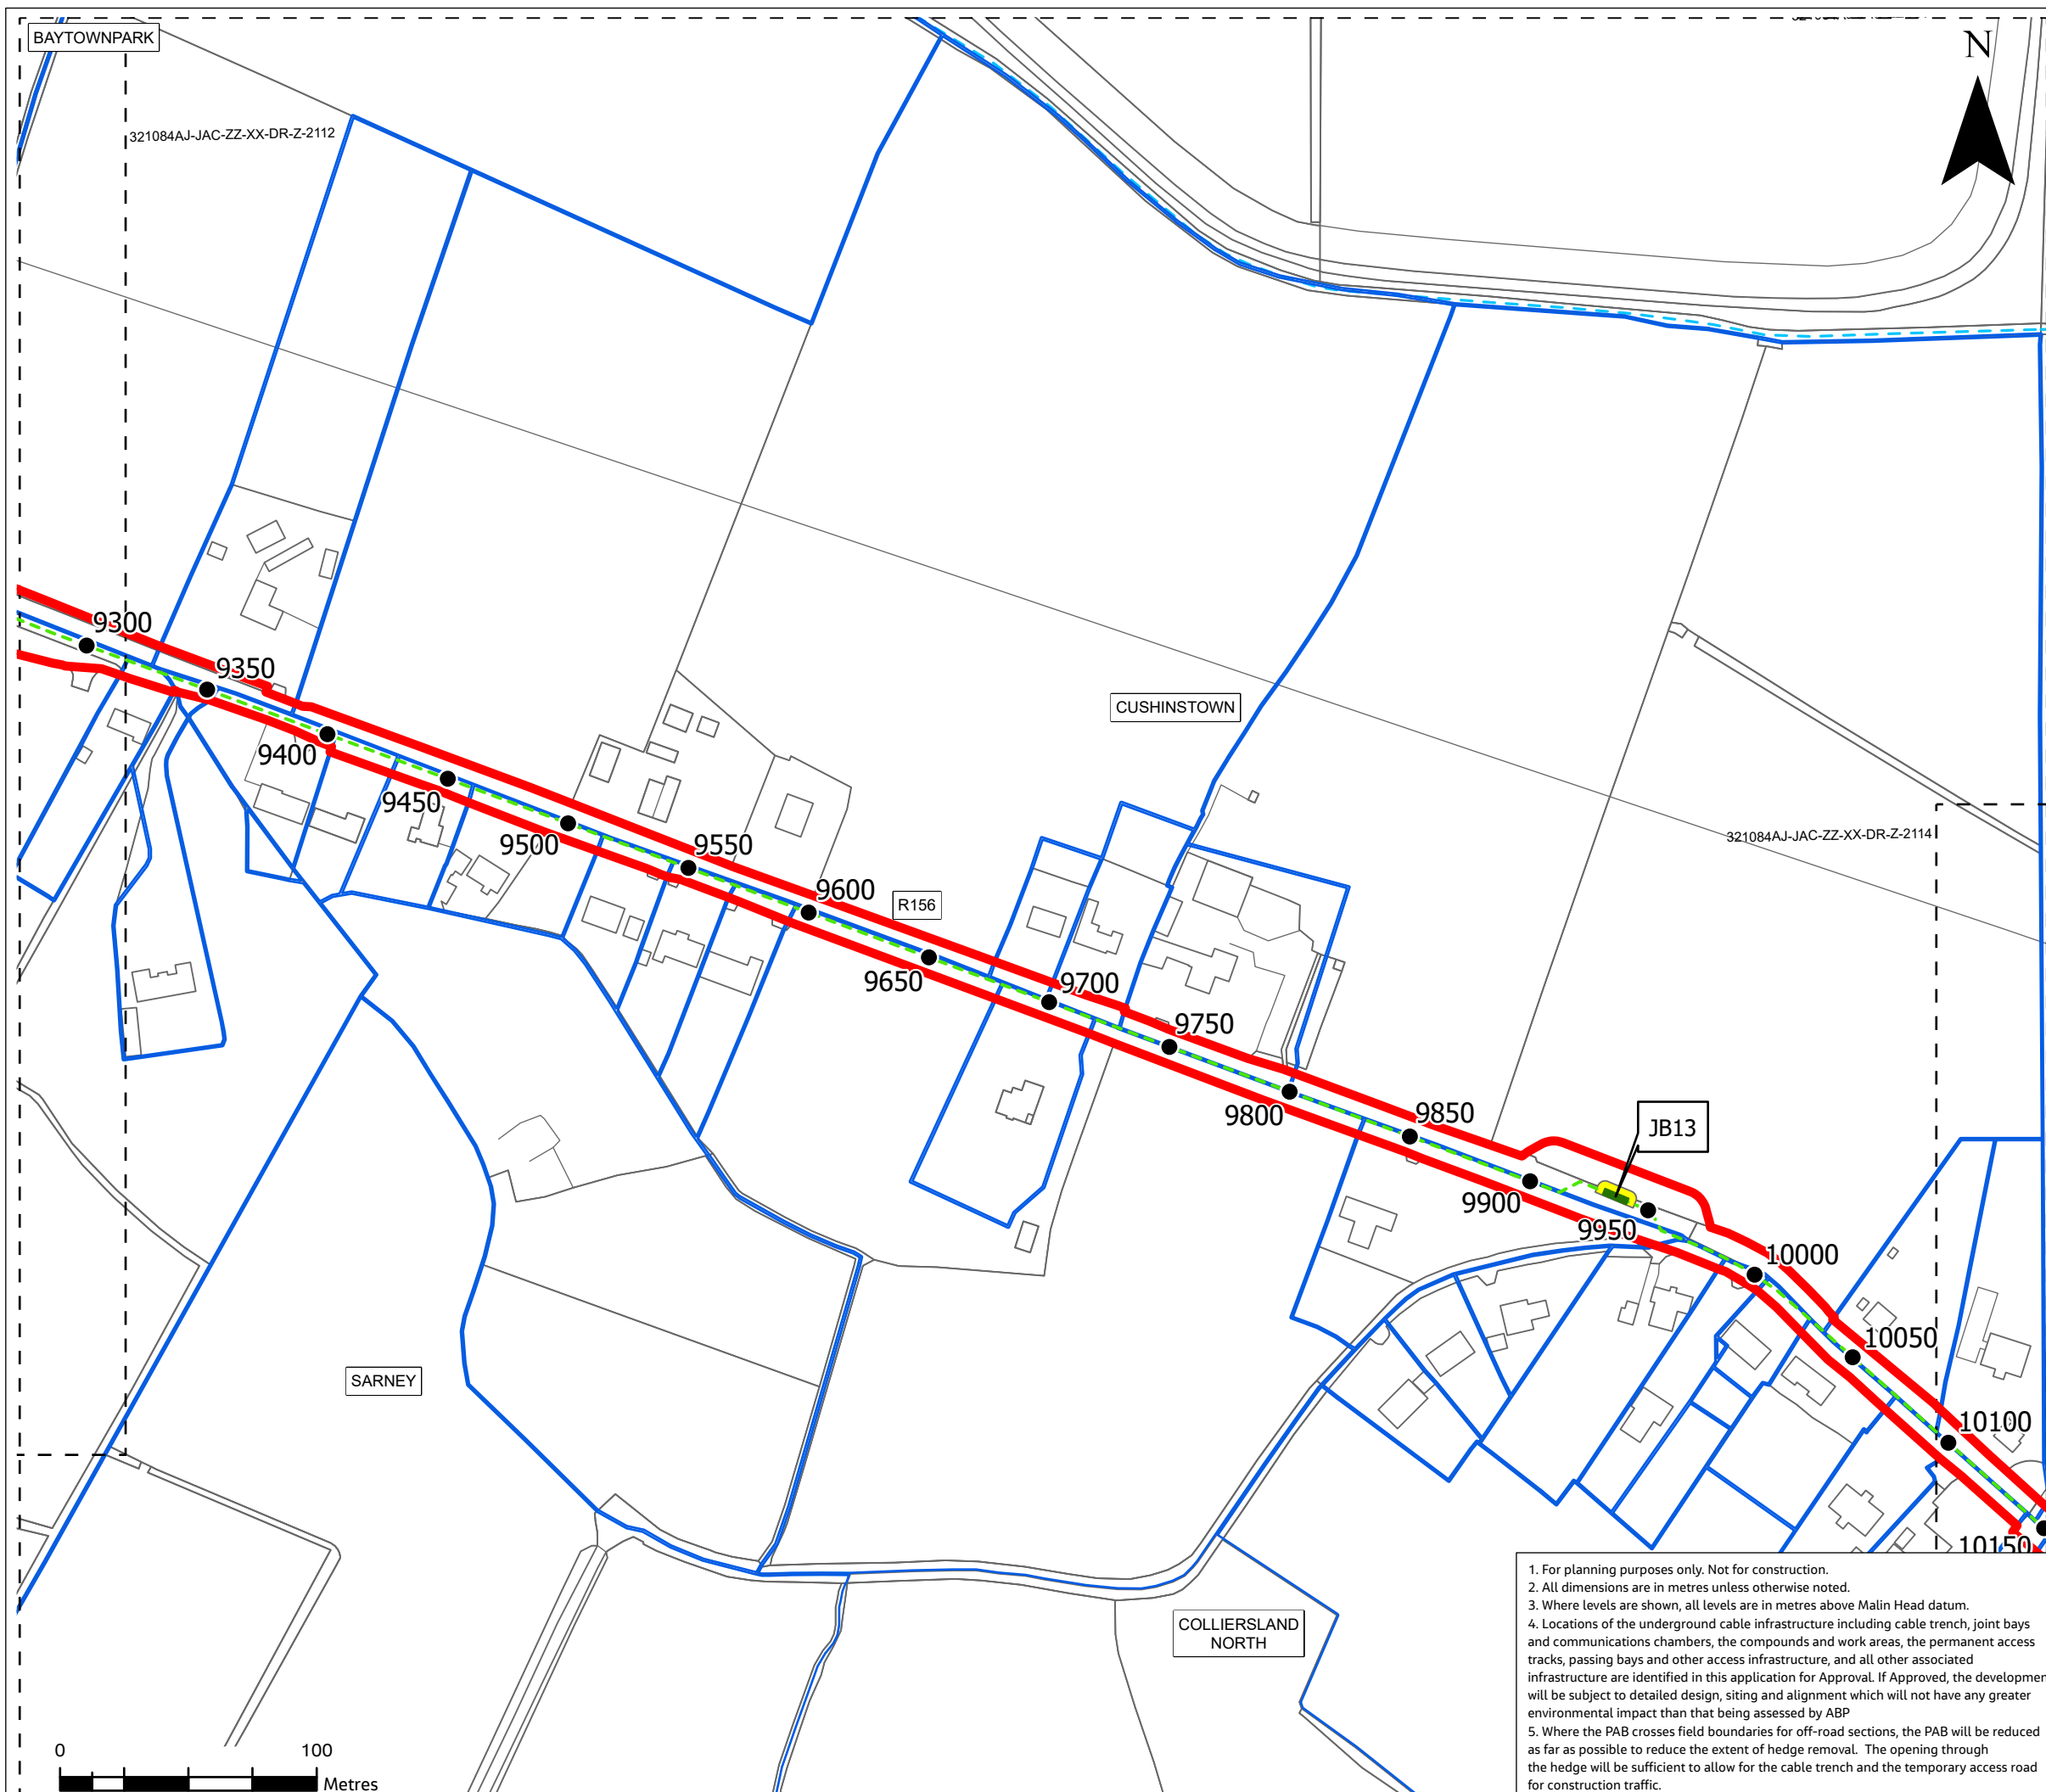 BAYTOWNPARK
N
321084AJ-JAC-ZZ-XX-DR-Z-2112
9300
9350
9400
9450
9500
9550
9600
9650
9700
9750
9800
9850
9900
9950
10000
10050
10100
10150
CUSHINSTOWN
321084AJ-JAC-ZZ-XX-DR-Z-2114
R156
JB13
SARNEY
COLLIERSLAND
NORTH
0 100
Metres
1. For planning purposes only. Not for construction.
2. All dimensions are in metres unless otherwise noted.
3. Where levels are shown, all levels are in metres above Malin Head datum.
4. Locations of the underground cable infrastructure including cable trench, joint bays
and communications chambers, the compounds and work areas, the permanent access
tracks, passing bays and other access infrastructure, and all other associated
infrastructure are identified in this application for Approval. If Approved, the developmen
will be subject to detailed design, siting and alignment which will not have any greater
environmental impact than that being assessed by ABP
5. Where the PAB crosses field boundaries for off-road sections, the PAB will be reduced
as far as possible to reduce the extent of hedge removal. The opening through
the hedge will be sufficient to allow for the cable trench and the temporary access road
for construction traffic.